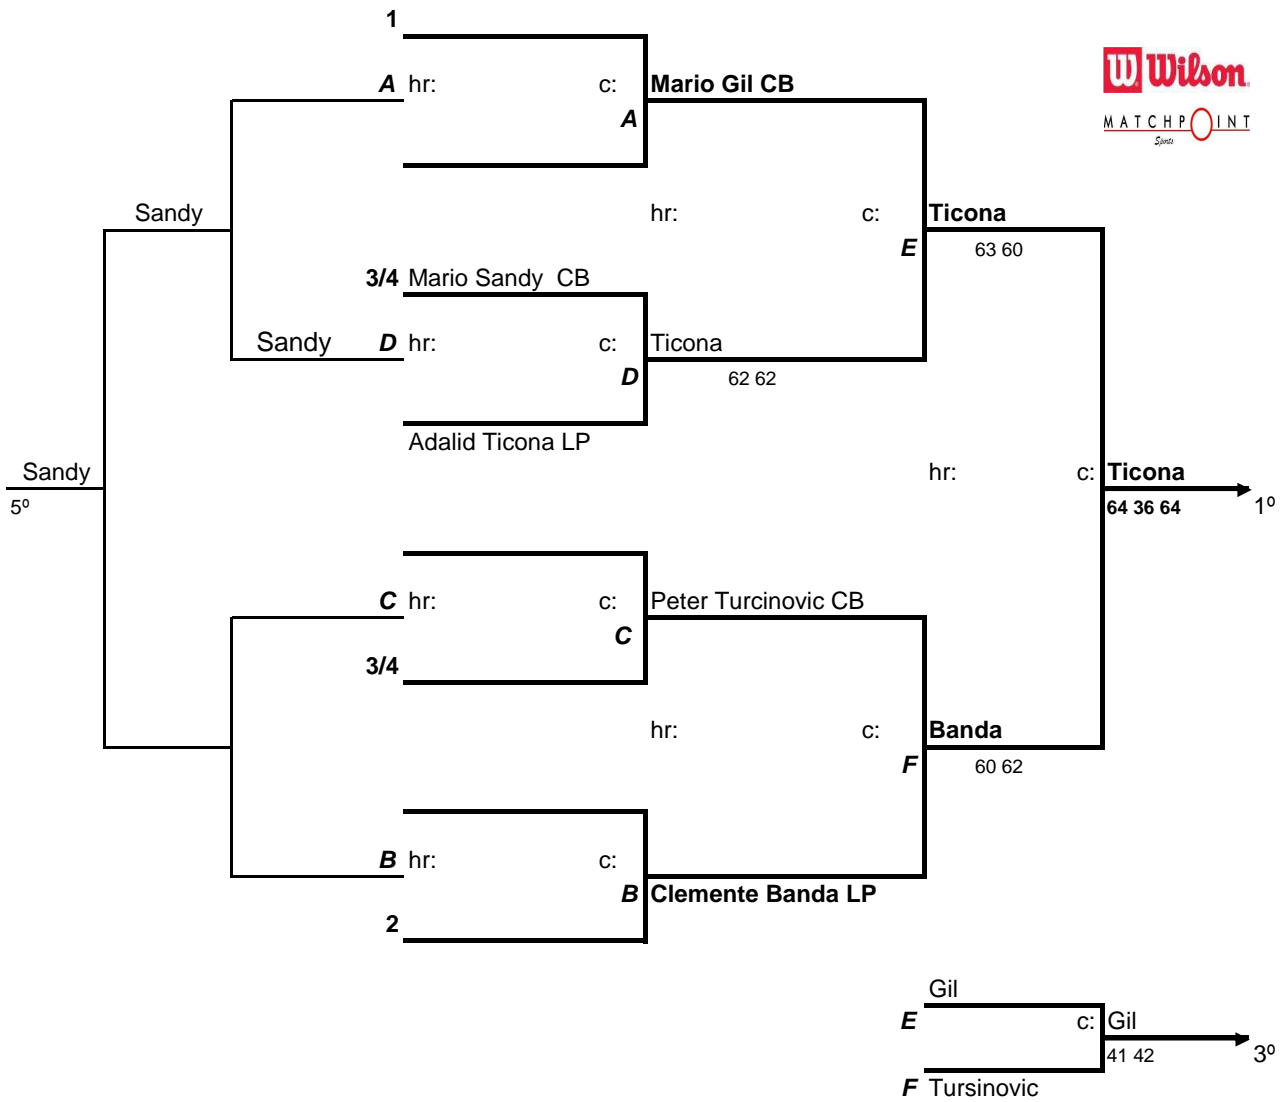 1
Wilson
A hr: c: Mario Gil CB
A
MATCHPOINT
Sports
Sandy hr: c: Ticona
E 63 60
3/4 Mario Sandy CB
Sandy D hr: c: Ticona
D 62 62
Adalid Ticona LP
Sandy hr: c: Ticona
5º 64 36 64 1º
C hr: c: Peter Turcinovic CB
C
3/4
hr: c: Banda
F 60 62
B hr: c:
B Clemente Banda LP
2
Gil
E c: Gil
41 42 3º
F Tursinovic